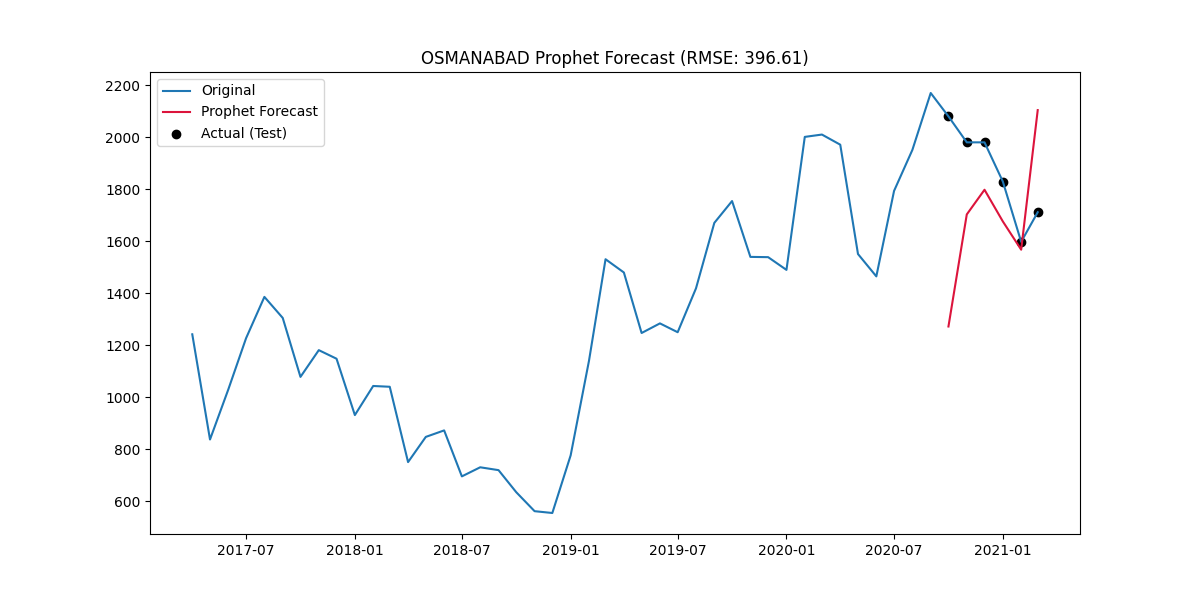 OSMANABAD Prophet Forecast (RMSE: 396.61)
Original
Prophet Forecast
Actual (Test)
2200
2000
1800
1600
1400
1200
1000
800
600
2017-07 2018-01 2018-07 2019-01 2019-07 2020-01 2020-07 2021-01